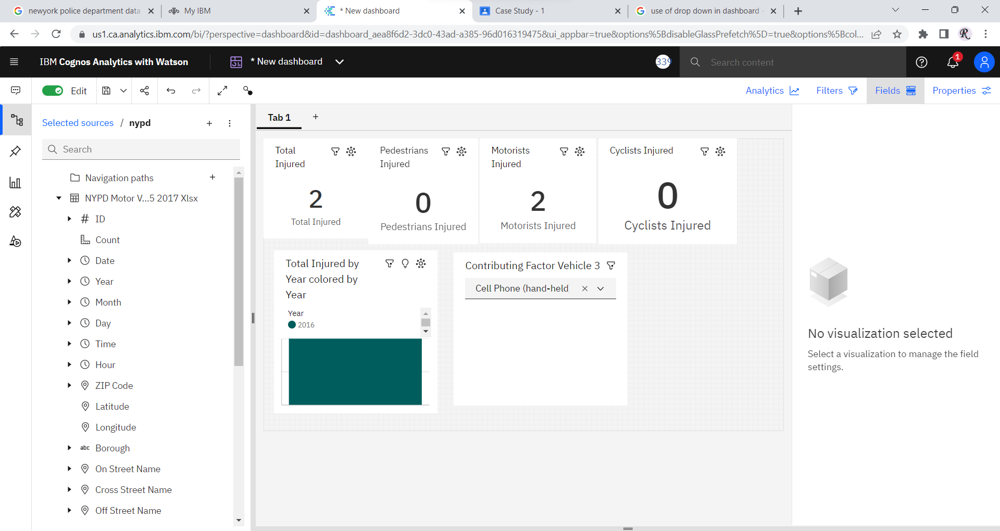 newyork police department data
My IBM
* New dashboard
Case Study - 1
use of drop down in dashboard -
us1.ca.analytics.ibm.com/bi/?perspective=dashboard&id=dashboard_aea8f6d2-3dc0-43ad-a385-96d016319475&ui_appbar=true&options%5BdisableGlassPrefetch%5D=true&options%5Bcol...
IBM Cognos Analytics with Watson
* New dashboard
339
Search content
1
Edit
Analytics
Filters
Fields
Properties
Selected sources / nypd
Search
Navigation paths
NYPD Motor V...5 2017 Xlsx
ID
Count
Date
Year
Month
Day
Time
Hour
ZIP Code
Latitude
Longitude
abc Borough
On Street Name
Cross Street Name
Off Street Name
Tab 1
Total
Injured
2
Total Injured
Pedestrians
Injured
0
Pedestrians Injured
Motorists
Injured
2
Motorists Injured
Cyclists Injured
0
Cyclists Injured
Total Injured by
Year colored by
Year
Year
2016
Contributing Factor Vehicle 3
Cell Phone (hand-held)
No visualization selected
Select a visualization to manage the field
settings.